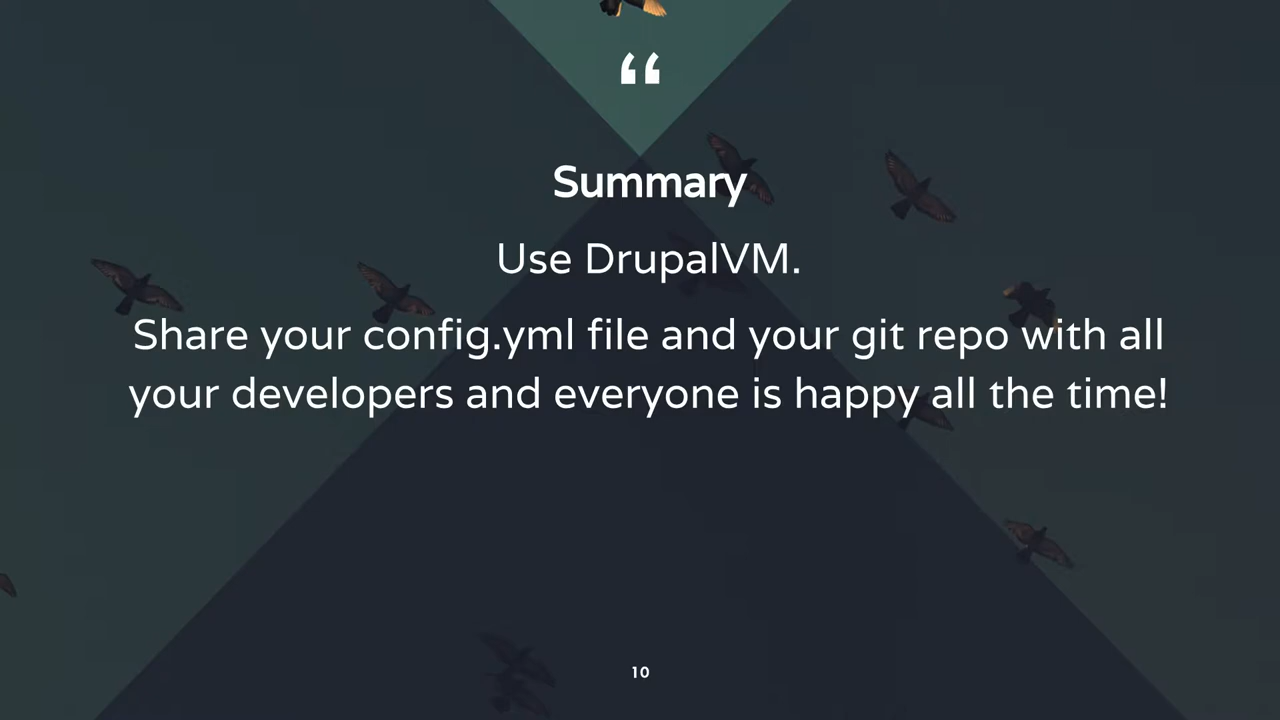 “
Summary
Use DrupalVM.
Share your config.yml file and your git repo with all
your developers and everyone is happy all the time!
10